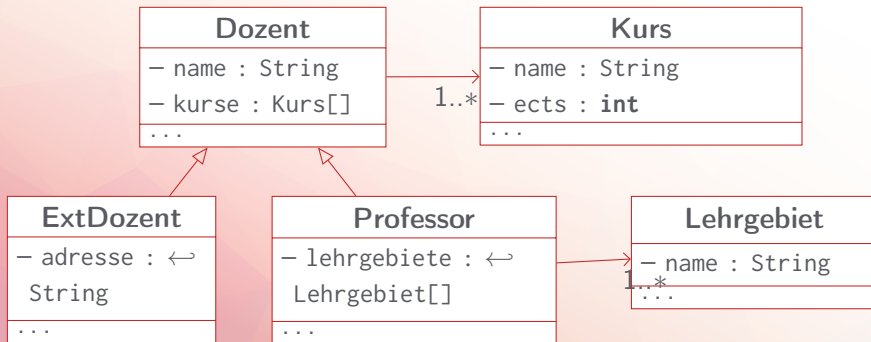 Dozent
— name : String
— kurse : Kurs[]
...
Kurs
— name : String
— ects : int
...
1..*
ExtDozent
— adresse : ↩
String
...
Professor
— lehrgebiete : ↩
Lehrgebiet[]
...
Lehrgebiet
— name : String
...
1..*